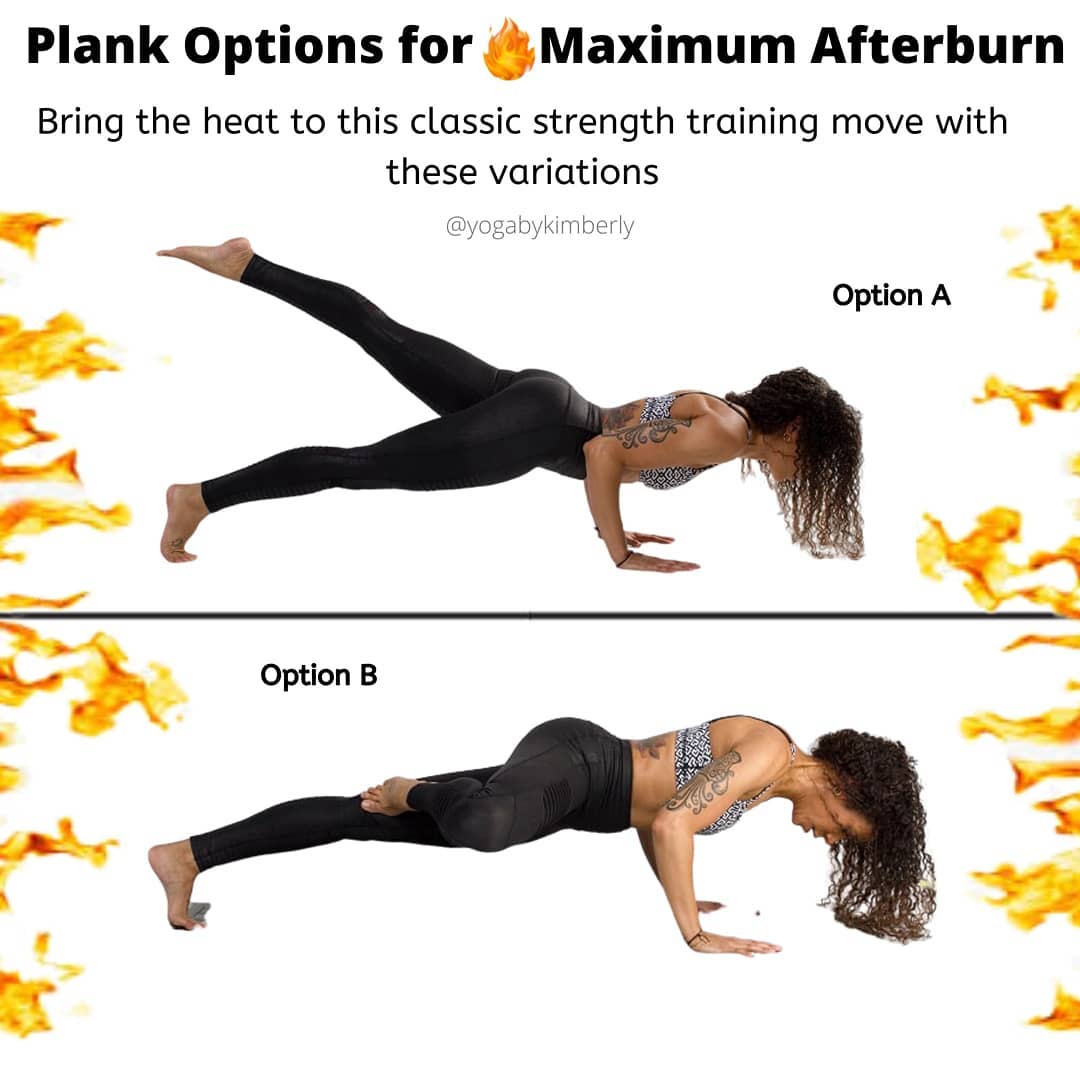 Plank Options for 🔥Maximum Afterburn
Bring the heat to this classic strength training move with
these variations
@yogabykimberly
Option A
Option B